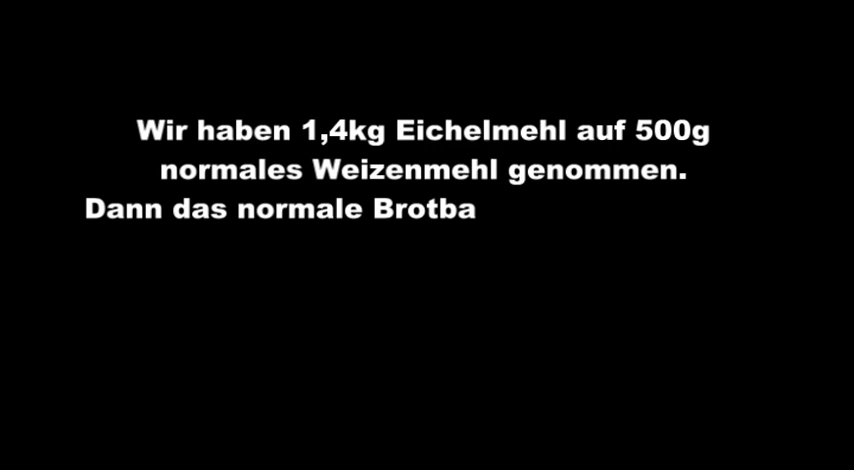 Wir haben 1,4kg Eichelmehl auf 500g
normales Weizenmehl genommen.
Dann das normale Brotba